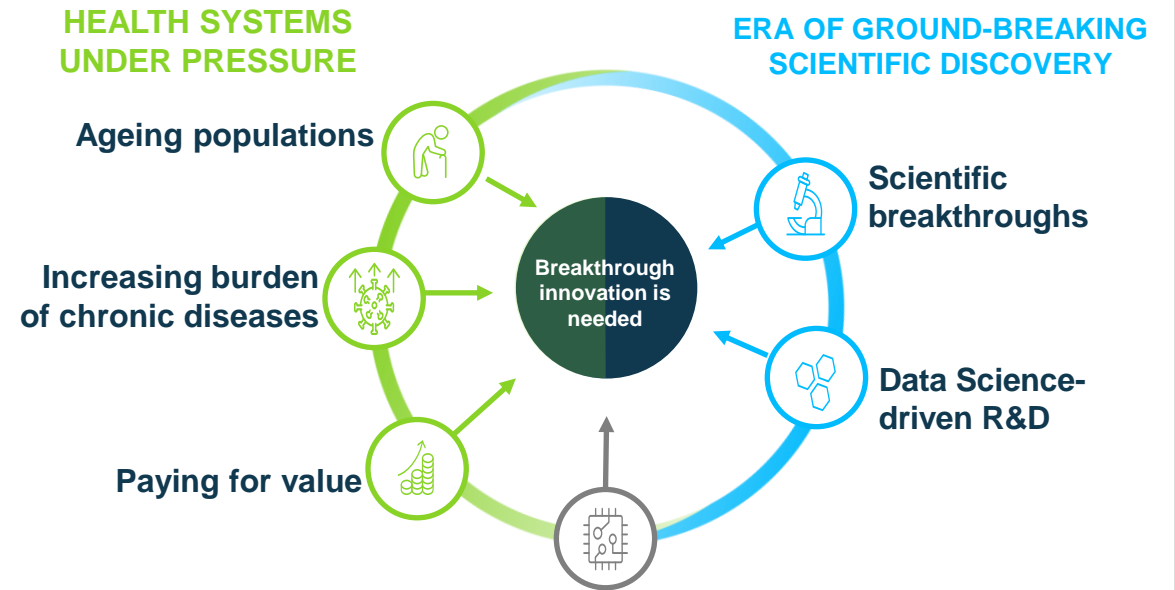 HEALTH SYSTEMS
UNDER PRESSURE
ERA OF GROUND-BREAKING
SCIENTIFIC DISCOVERY
Ageing populations
Increasing burden
of chronic diseases
Paying for value
Breakthrough
innovation is
needed
Scientific
breakthroughs
Data Science-
driven R&D